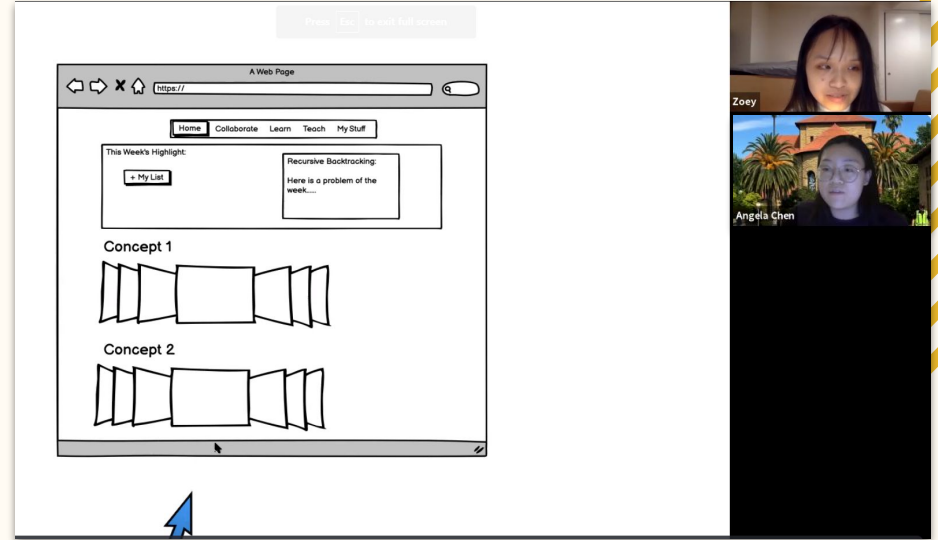 Press Esc to exit full screen
A Web Page
https://
Home Collaborate Learn Teach My Stuff
This Week's Highlight:
+ My List
Recursive Backtracking:
Here is a problem of the
week.....
Concept 1
Concept 2
Zoey
Angela Chen